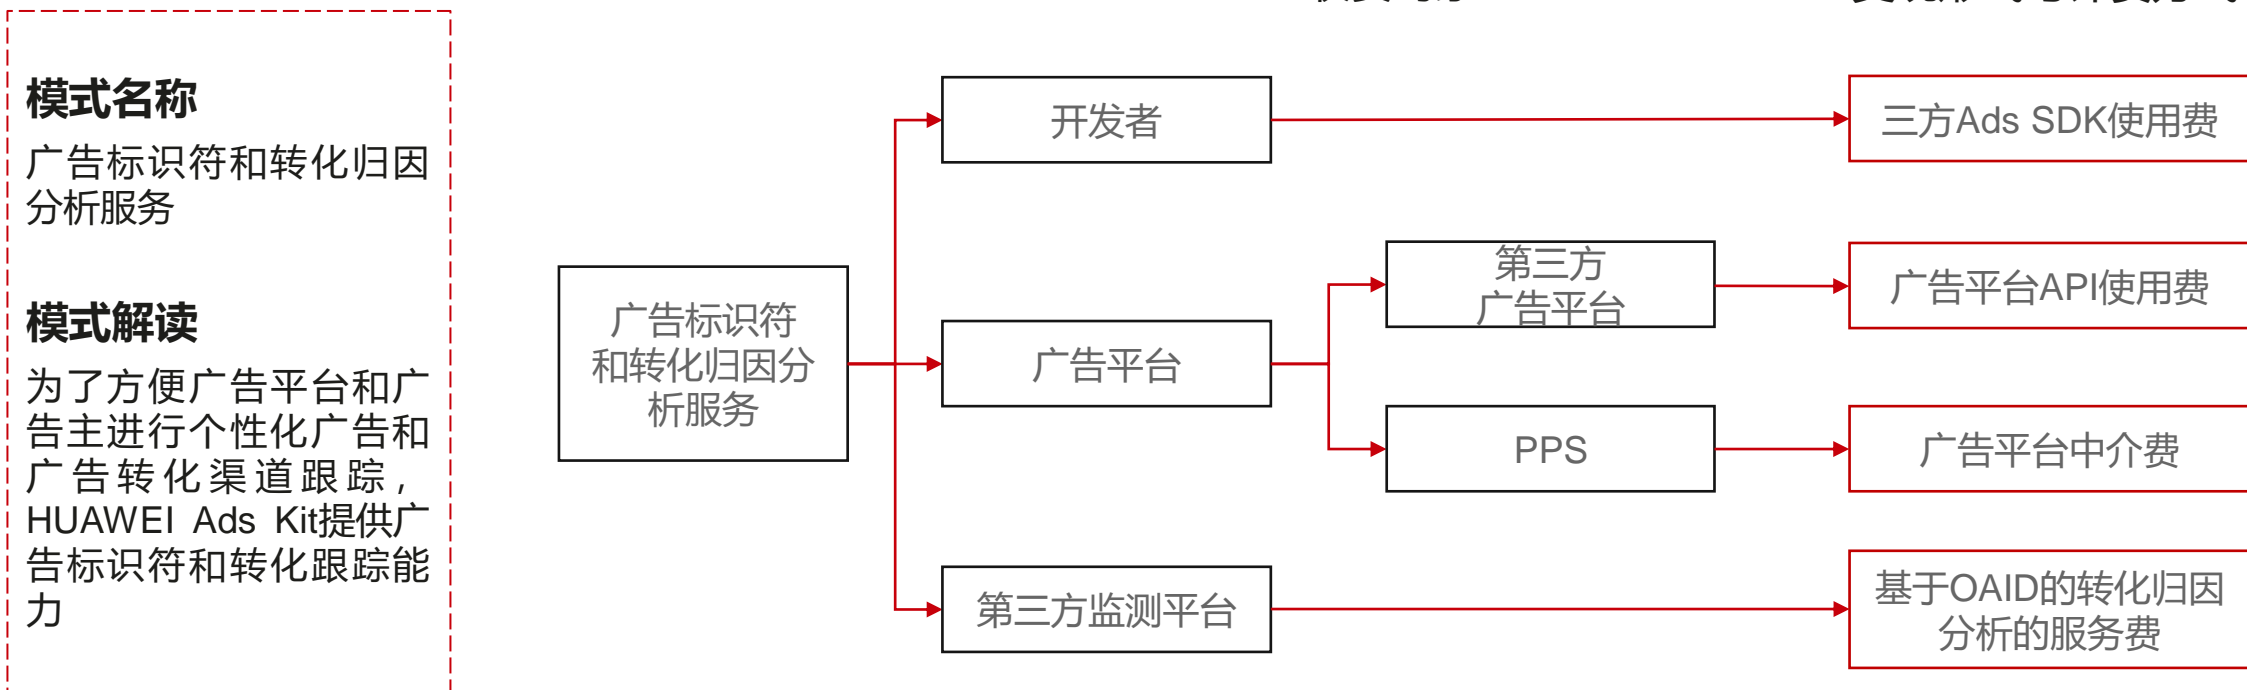 模式名称
广告标识符和转化归因
分析服务
模式解读
为了方便广告平台和广
告主进行个性化广告和
广告转化渠道跟踪，
HUAWEI Ads Kit提供广
告标识符和转化跟踪能
力
广告标识符
和转化归因分
析服务
开发者
广告平台
第三方监测平台
第三方
广告平台
PPS
三方Ads SDK使用费
广告平台API使用费
广告平台中介费
基于OAID的转化归因
分析的服务费